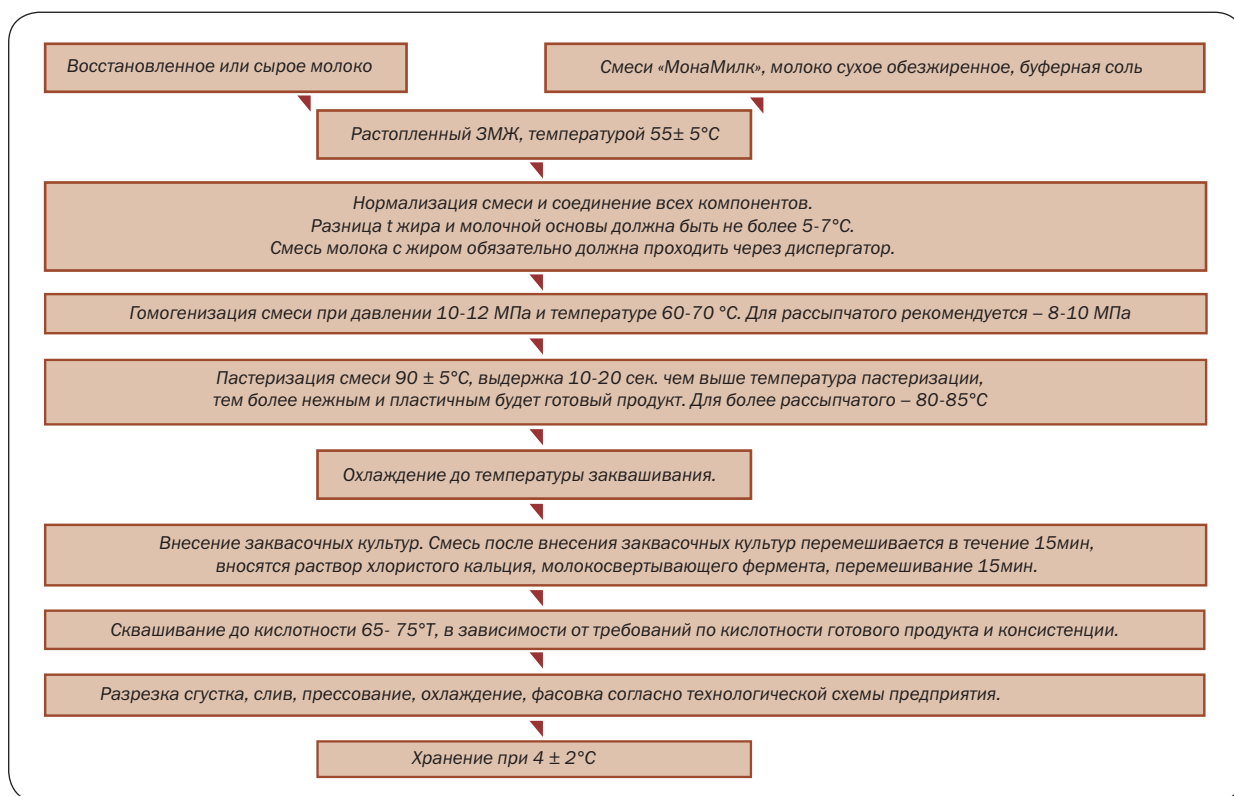 Восстановленное или сырое молоко
Смеси «МонаМилк», молоко сухое обезжиренное, буферная соль
Растопленный ЗМЖ, температурой 55± 5°С
Нормализация смеси и соединение всех компонентов.
Разница t жира и молочной основы должна быть не более 5-7°С.
Смесь молока с жиром обязательно должна проходить через диспергатор.
Гомогенизация смеси при давлении 10-12 МПа и температуре 60-70 °С. Для рассыпчатого рекомендуется – 8-10 МПа
Пастеризация смеси 90 ± 5°С, выдержка 10-20 сек. чем выше температура пастеризации,
тем более нежным и пластичным будет готовый продукт. Для более рассыпчатого – 80-85°С
Охлаждение до температуры заквашивания.
Внесение заквасочных культур. Смесь после внесения заквасочных культур перемешивается в течение 15мин,
вносятся раствор хлористого кальция, молокосвертывающего фермента, перемешивание 15мин.
Сквашивание до кислотности 65- 75°Т, в зависимости от требований по кислотности готового продукта и консистенции.
Разрезка сгустка, слив, прессование, охлаждение, фасовка согласно технологической схемы предприятия.
Хранение при 4 ± 2°С